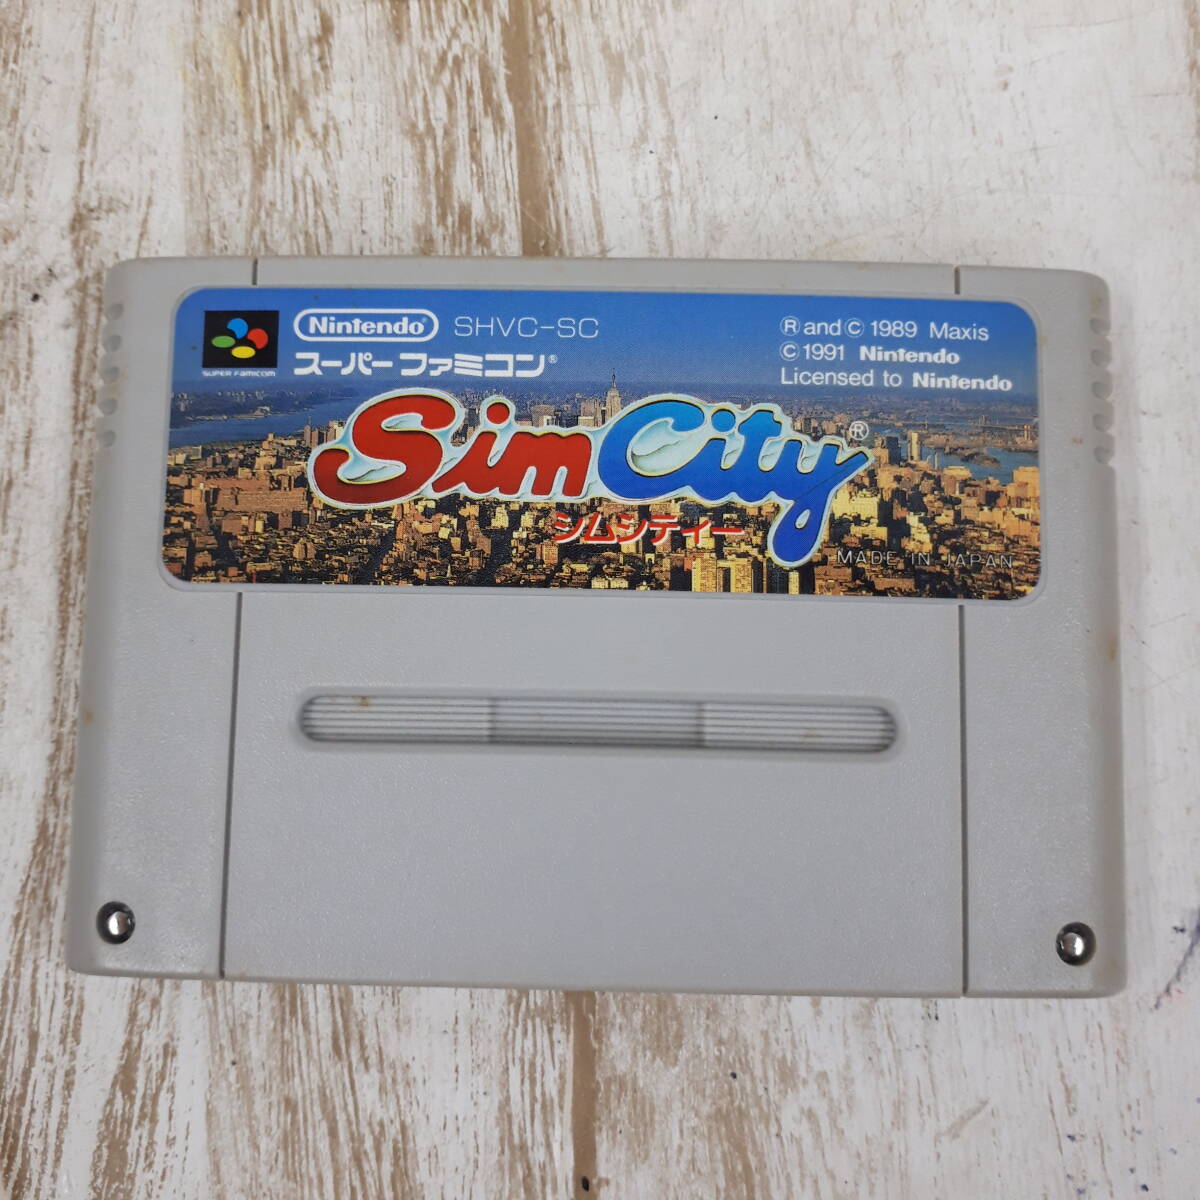 SUPER FAMICOM
Nintendo SHVC-SC
スーパーファミコン®
® and © 1989 Maxis
© 1991 Nintendo
Licensed to Nintendo
SimCity®
シムシティー
MADE IN JAPAN